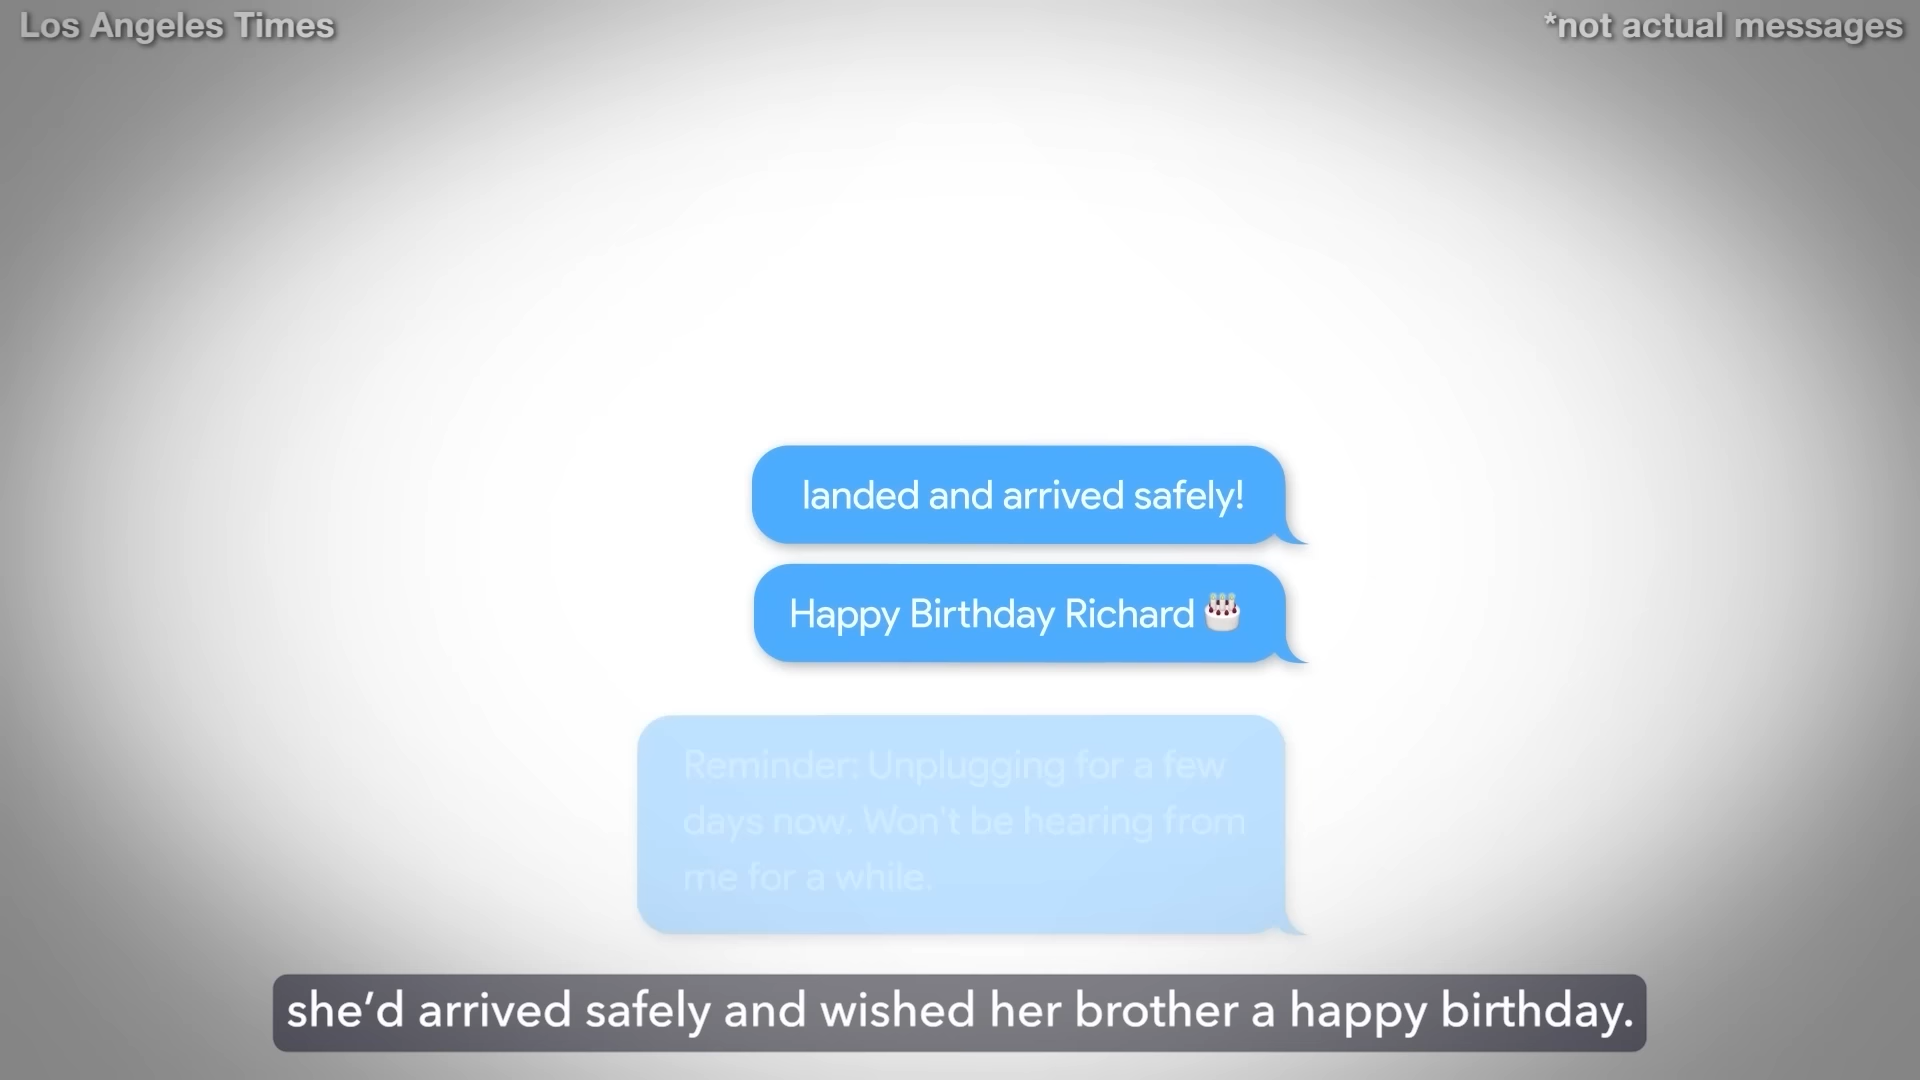 Los Angeles Times
*not actual messages
landed and arrived safely!
Happy Birthday Richard 🎂
Reminder: Unplugging for a few
days now. Won't be hearing from
me for a while.
she’d arrived safely and wished her brother a happy birthday.